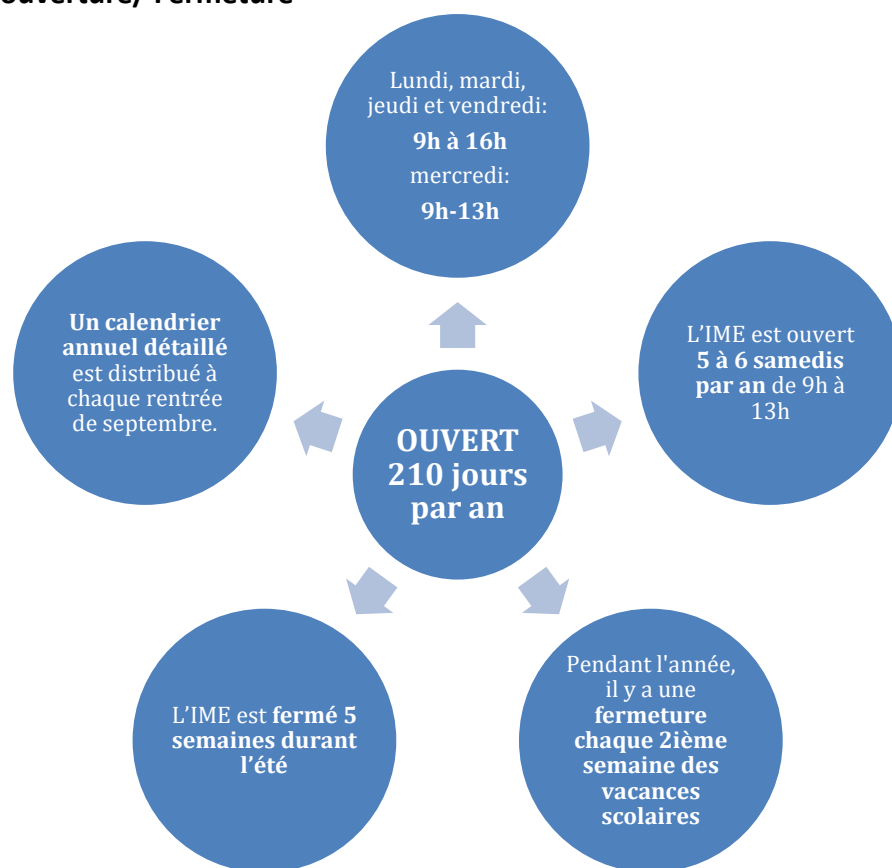 ouverture/ Fermeture
Lundi, mardi,
jeudi et vendredi:
9h à 16h
mercredi:
9h-13h
Un calendrier
annuel détaillé
est distribué à
chaque rentrée
de septembre.
L'IME est ouvert
5 à 6 samedis
par an de 9h à
13h
OUVERT
210 jours
par an
L'IME est fermé 5
semaines durant
l'été
Pendant l'année,
il y a une
fermeture
chaque 2ième
semaine des
vacances
scolaires